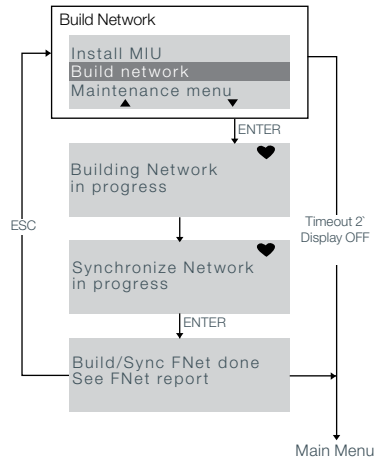 Build Network
Install MIU
Build network
Maintenance menu
ENTER
Building Network
in progress
ESC
Timeout 2`
Display OFF
Synchronize Network
in progress
ENTER
Build/Sync FNet done
See FNet report
Main Menu